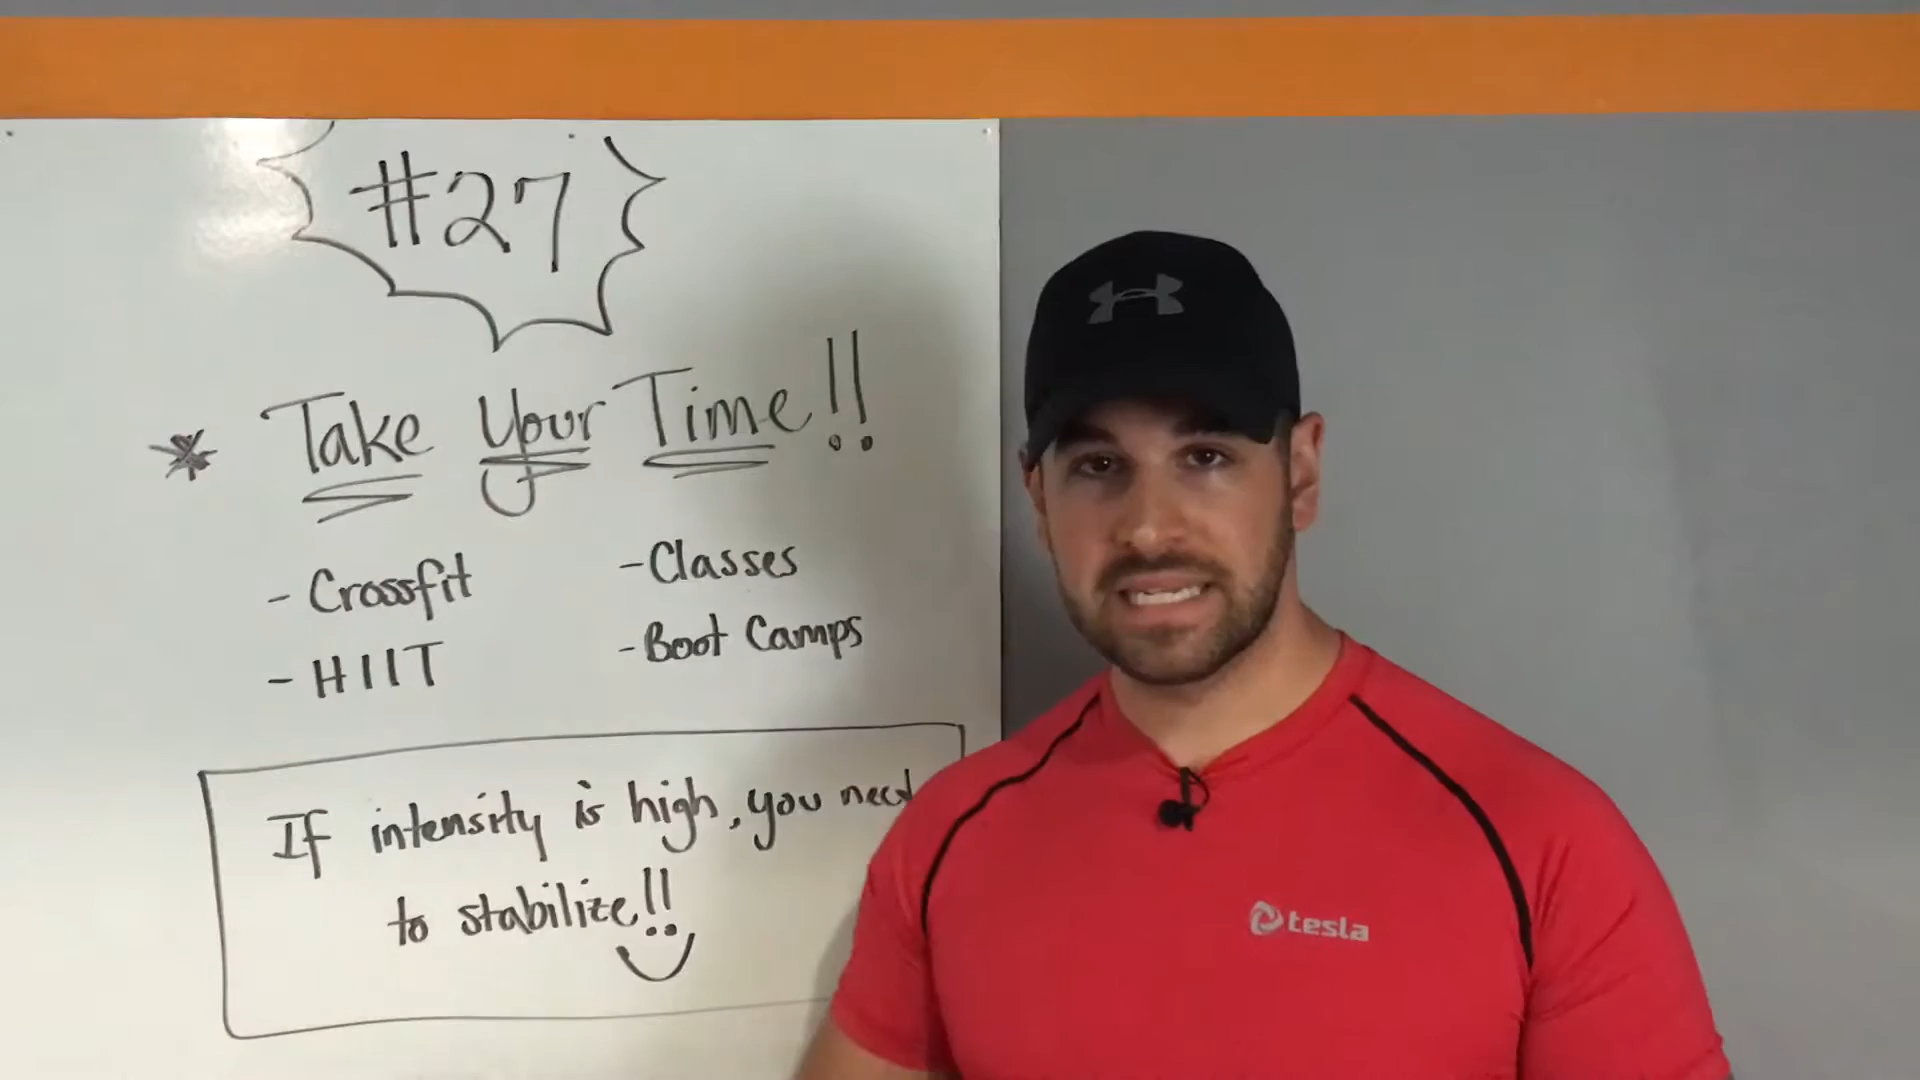 #27
* Take Your Time!!
- Crossfit
- Classes
- HIIT
- Boot Camps
If intensity is high, you need
to stabilize!!
tesla